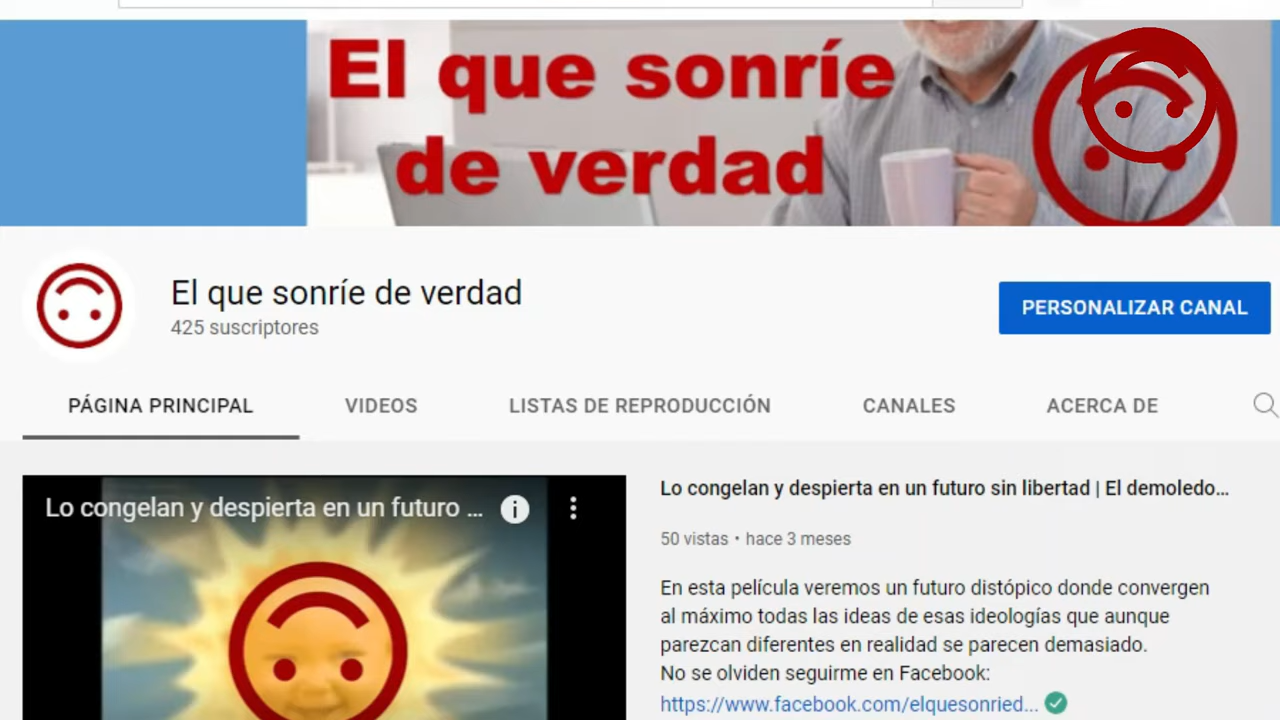 El que sonríe
de verdad
El que sonríe de verdad
425 suscriptores
PERSONALIZAR CANAL
PÁGINA PRINCIPAL
VIDEOS
LISTAS DE REPRODUCCIÓN
CANALES
ACERCA DE
Lo congelan y despierta en un futuro ...
Lo congelan y despierta en un futuro sin libertad | El demoledo...
50 vistas • hace 3 meses
En esta película veremos un futuro distópico donde convergen
al máximo todas las ideas de esas ideologías que aunque
parezcan diferentes en realidad se parecen demasiado.
No se olviden seguirme en Facebook:
https://www.facebook.com/elquesonried...